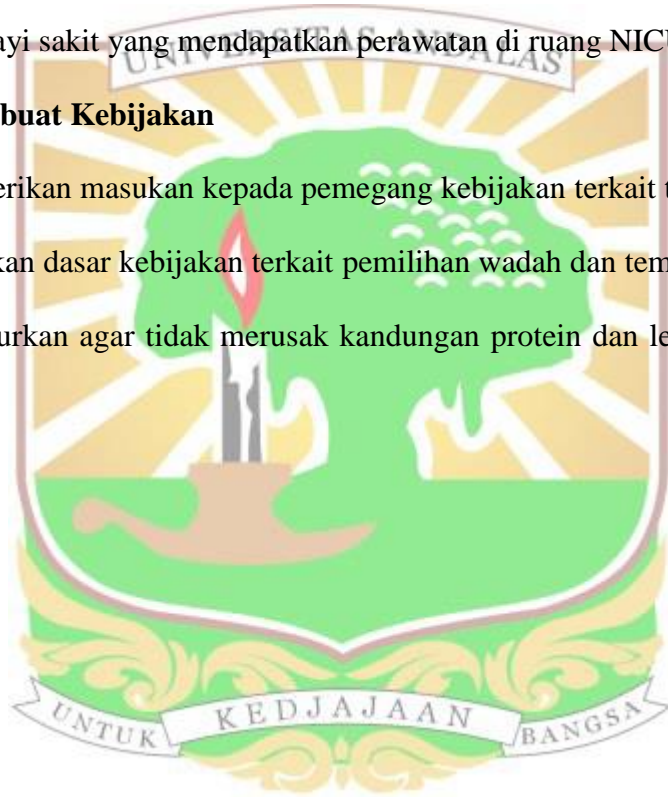 ayi sakit yang mendapatkan perawatan di ruang NICU
UNIVERSITAS ANDALAS
buat Kebijakan
erikan masukan kepada pemegang kebijakan terkait t
kan dasar kebijakan terkait pemilihan wadah dan tem
urkan agar tidak merusak kandungan protein dan le
UNTUK KEDJAJAAN BANGSA